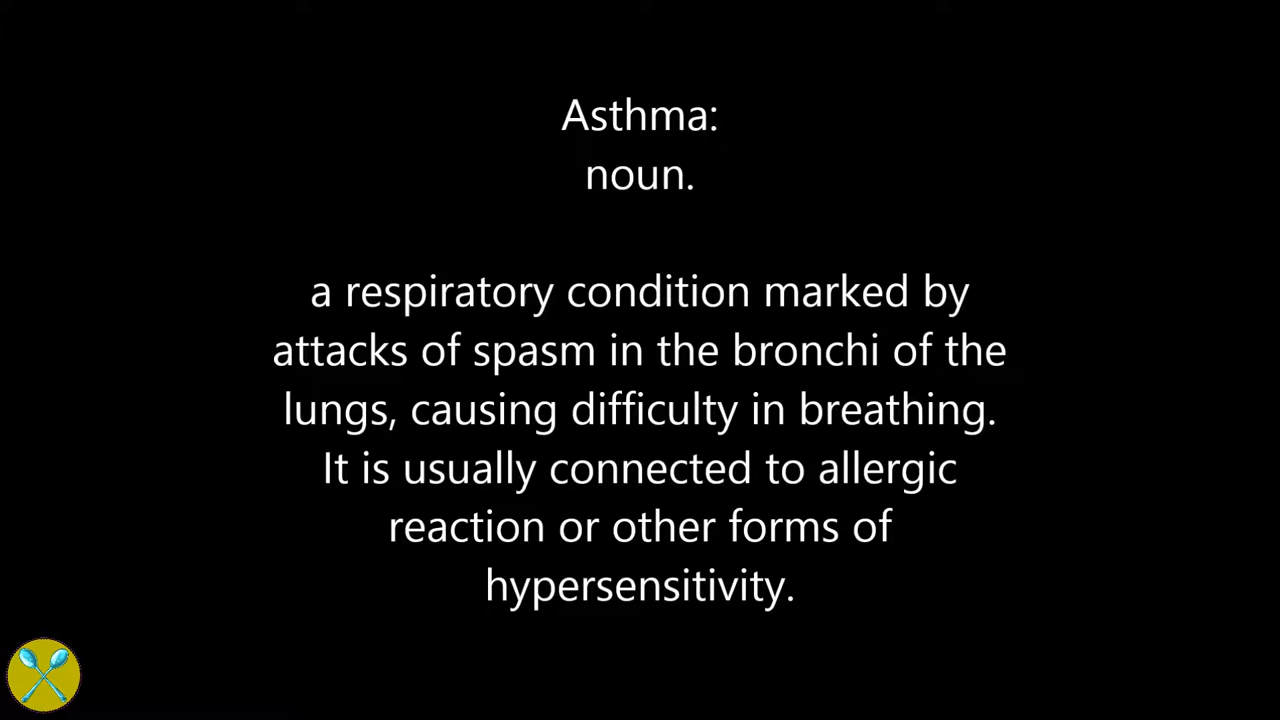 Asthma:
noun.
a respiratory condition marked by
attacks of spasm in the bronchi of the
lungs, causing difficulty in breathing.
It is usually connected to allergic
reaction or other forms of
hypersensitivity.